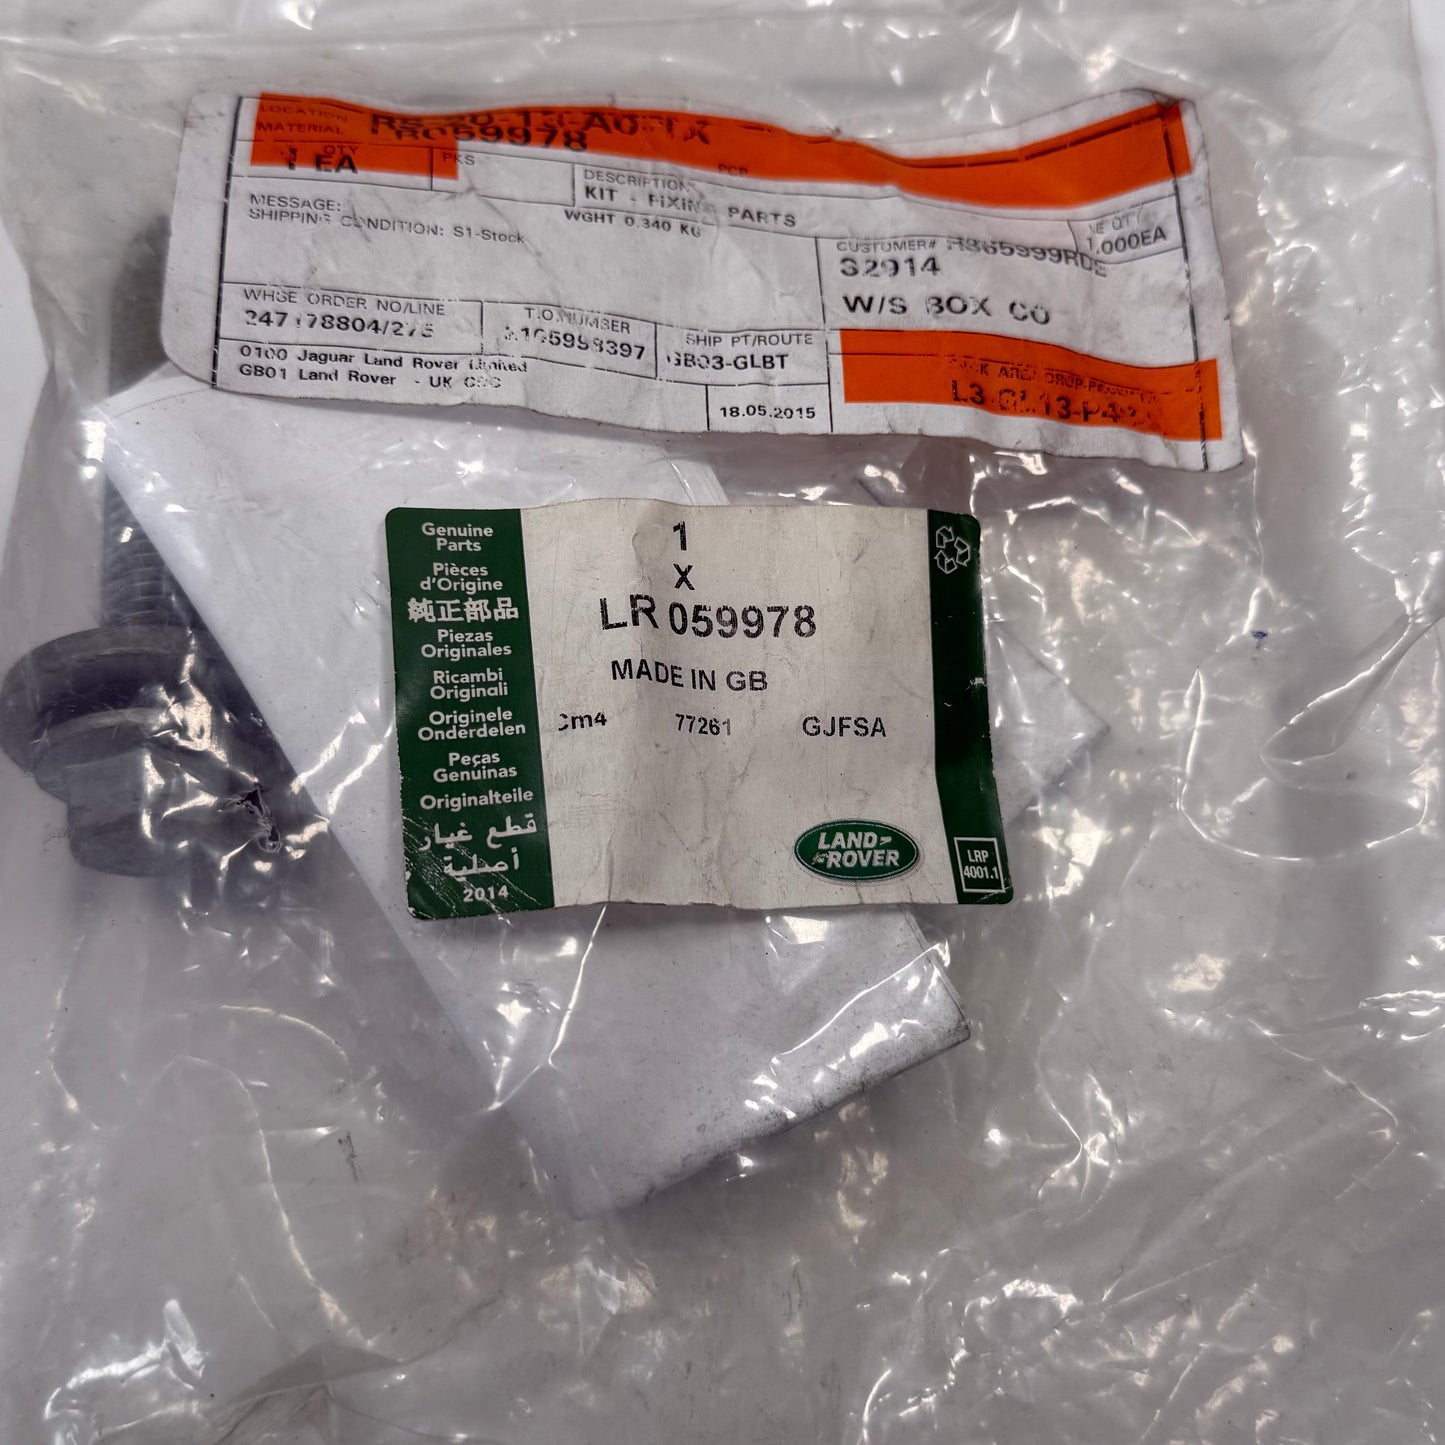 LOCATION
MATERIAL
QTY
1 EA
PKS
PCP
DESCRIPTION
KIT - FIXING PARTS
WGHT 0.340 KG
MESSAGE:
SHIPPING CONDITION: S1-Stock
QTY
1,000EA
CUSTOMER#
S2914
W/S BOX CO
WHSE ORDER NO/LINE
T.O.NUMBER
SHIP PT/ROUTE
GB03-GLBT
0100 Jaguar Land Rover Limited
GB01 Land Rover - UK
18.05.2015
Genuine
Parts
Pièces
d'Origine
純正部品
Piezas
Originales
Ricambi
Originali
Originele
Onderdelen
Peças
Genuinas
Originalteile
قطع غيار
أصلية
2014
1
X
LR059978
MADE IN GB
77261 GJFSA
LAND
ROVER
LRP
4001.1